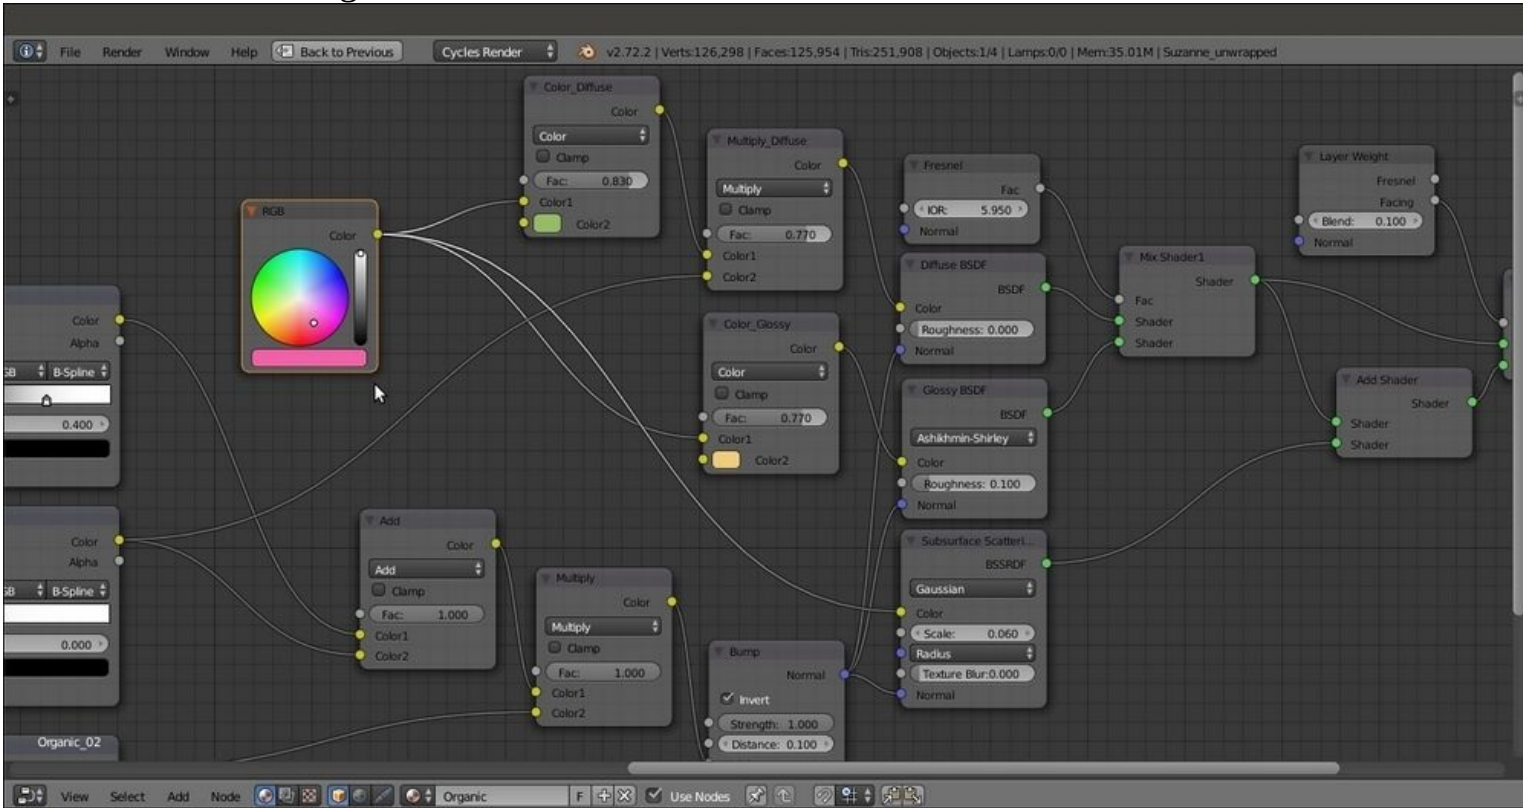 File Render Window Help Back to Previous Cycles Render v2.72.2 | Verts:126,298 | Faces:125,954 | Tris:251,908 | Objects:1/4 | Lamps:0/0 | Mem:35.01M | Suzanne_unwrapped
Color_Diffuse
Color
Color
Clamp
Fac: 0.830
Color1
Color2
Multiply_Diffuse
Color
Multiply
Clamp
Fac: 0.770
Color1
Color2
Fresnel
Fac
IOR: 5.950
Normal
Layer Weight
Fresnel
Facing
Blend: 0.100
Normal
RGB
Color
Diffuse BSDF
BSDF
Color
Roughness: 0.000
Normal
Mix Shader1
Shader
Fac
Shader
Shader
Color
Alpha
GB B-Spline
0.400
Color_Glossy
Color
Color
Clamp
Fac: 0.770
Color1
Color2
Glossy BSDF
BSDF
Ashikhmin-Shirley
Color
Roughness: 0.100
Normal
Add Shader
Shader
Shader
Shader
Color
Alpha
GB B-Spline
0.000
Add
Color
Add
Clamp
Fac: 1.000
Color1
Color2
Multiply
Color
Multiply
Clamp
Fac: 1.000
Color1
Color2
Subsurface Scatteri...
BSSRDF
Gaussian
Color
Scale: 0.060
Radius
Texture Blur:0.000
Normal
Bump
Normal
Invert
Strength: 1.000
Distance: 0.100
Organic_02
View Select Add Node Organic F Use Nodes